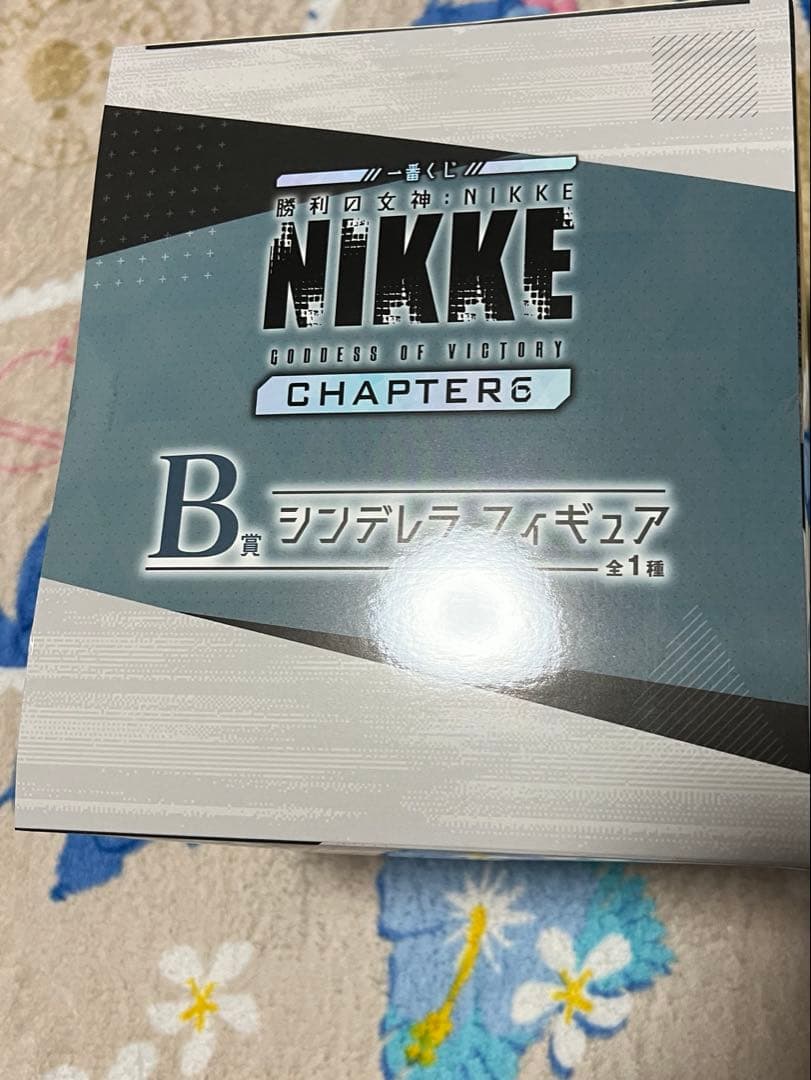 一番くじ
勝利の女神:NIKKE
NIKKE
GODDESS OF VICTORY
CHAPTER6
B賞 シンデレラ フィギュア
全1種